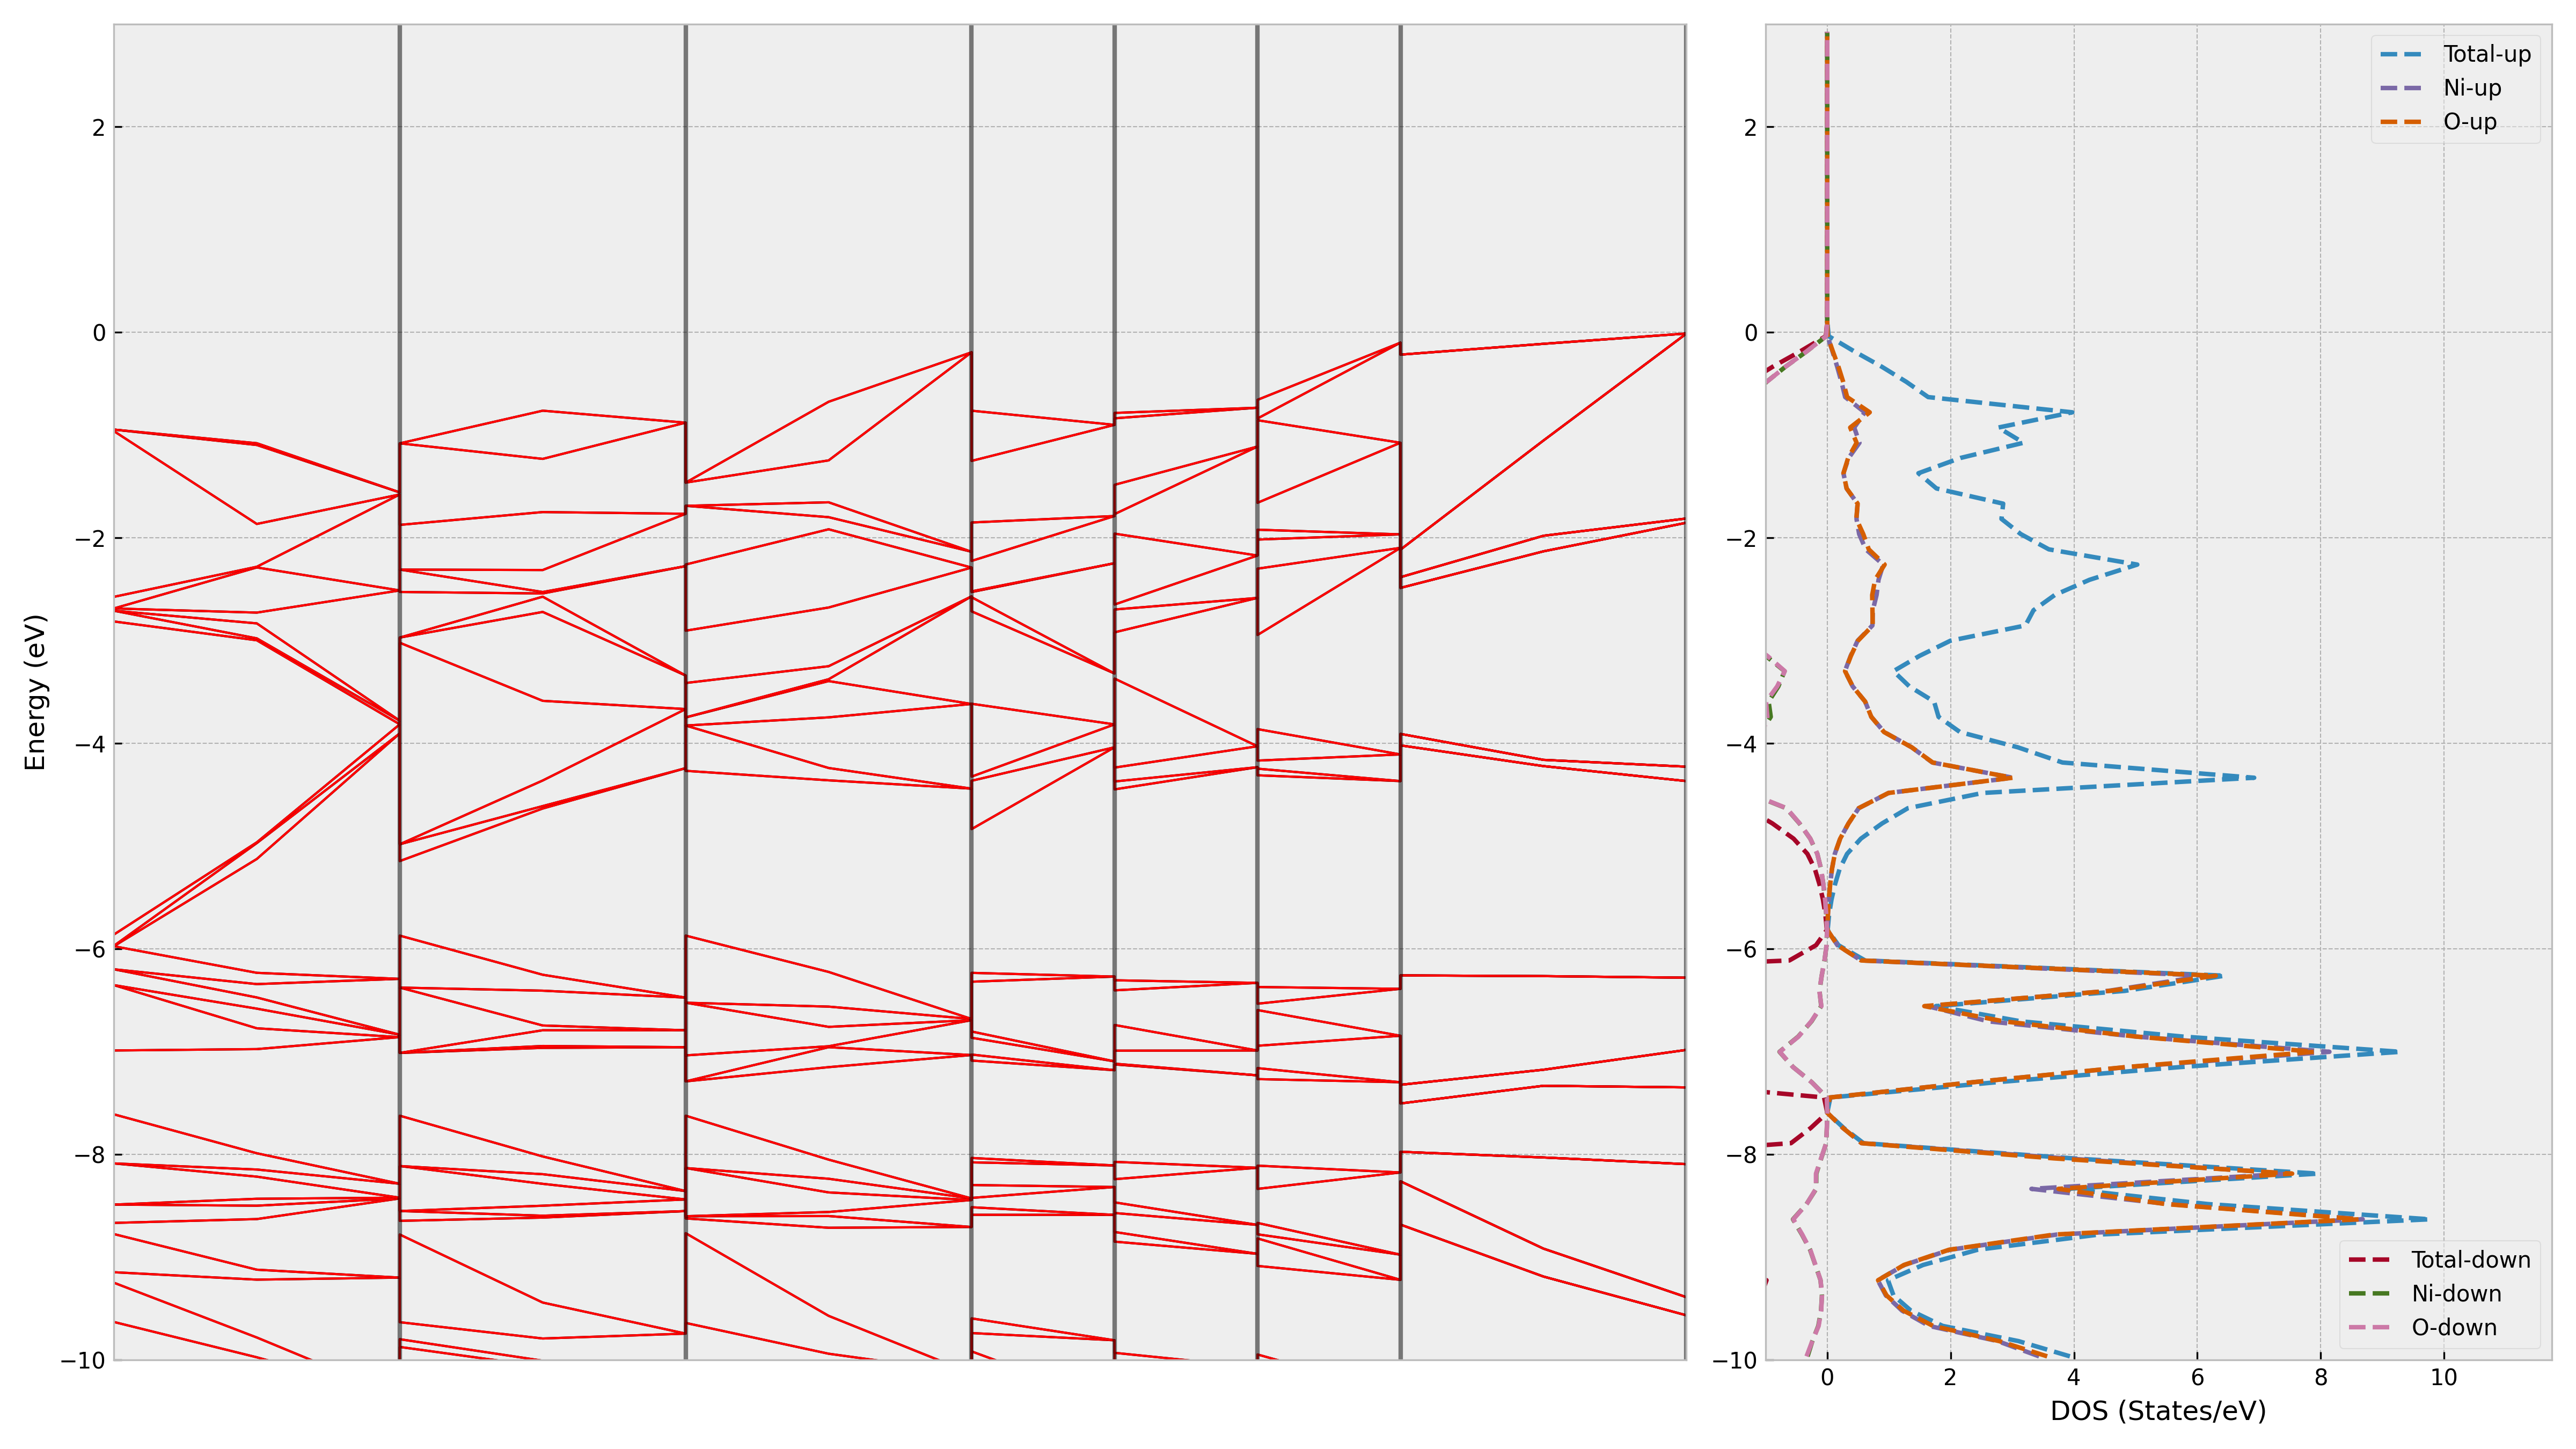 Energy (eV)
2
0
−2
−4
−6
−8
−10
2
0
−2
−4
−6
−8
−10
Total-up
Ni-up
O-up
Total-down
Ni-down
O-down
0 2 4 6 8 10
DOS (States/eV)